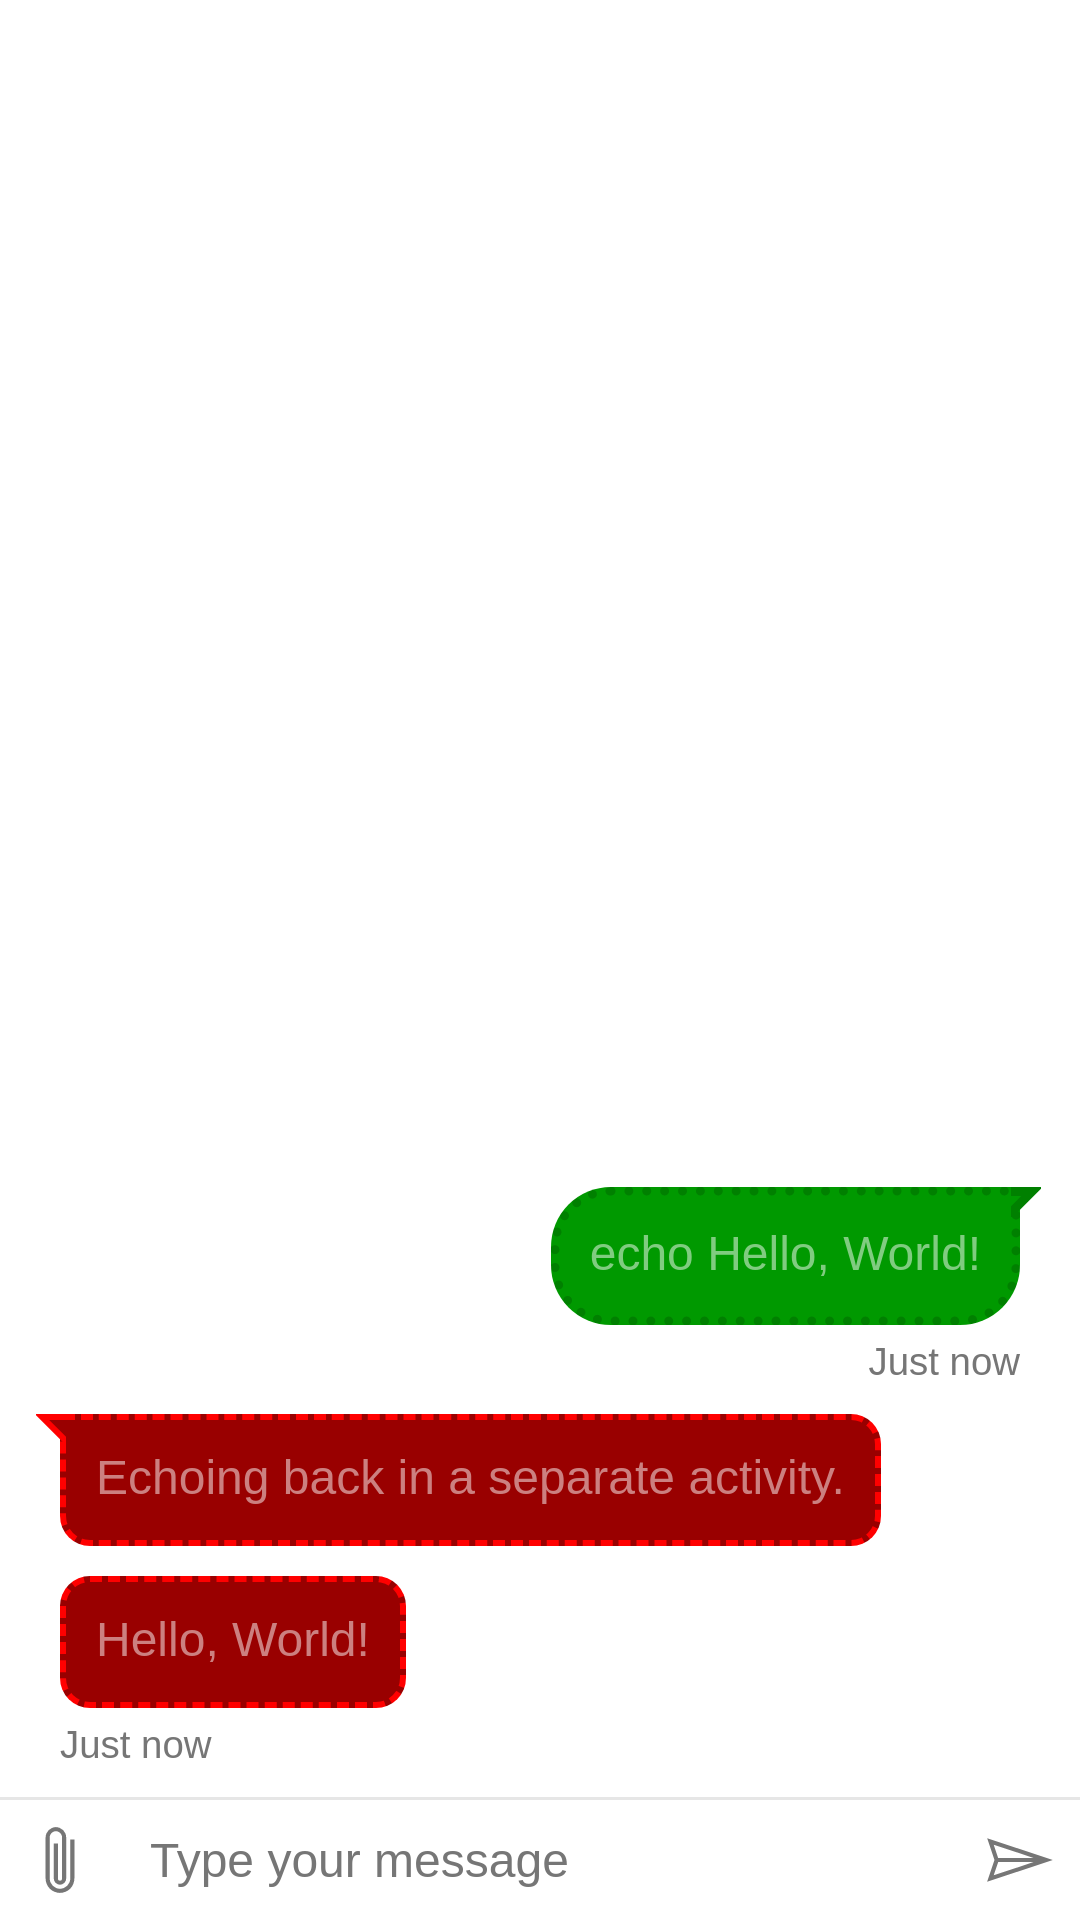 echo Hello, World!
Just now
Echoing back in a separate activity.
Hello, World!
Just now
Type your message